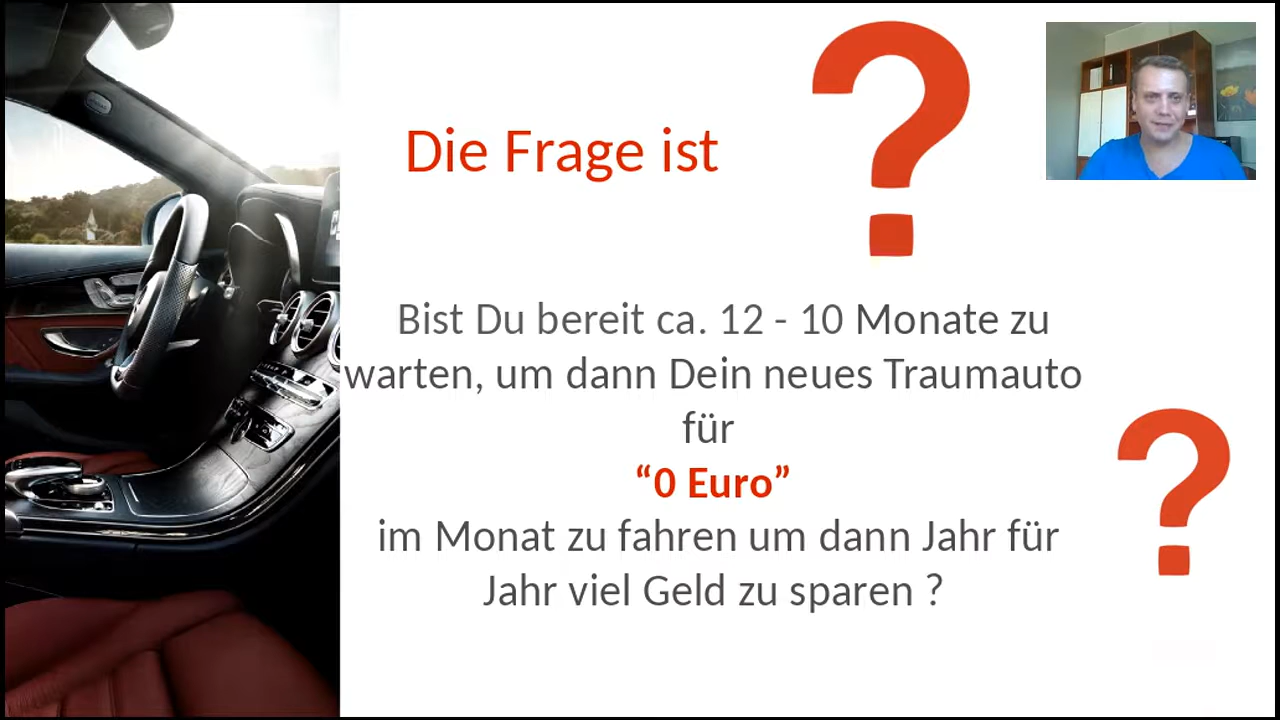 Die Frage ist
?
Bist Du bereit ca. 12 - 10 Monate zu
warten, um dann Dein neues Traumauto
für
“0 Euro”
im Monat zu fahren um dann Jahr für
Jahr viel Geld zu sparen ?
?